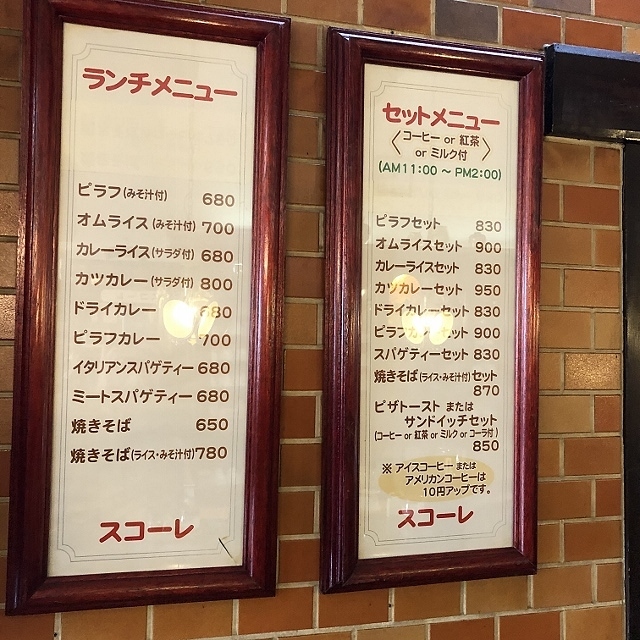 ランチメニュー
ピラフ(みそ汁付) 680
オムライス(みそ汁付) 700
カレーライス(サラダ付) 680
カツカレー(サラダ付) 800
ドライカレー 680
ピラフカレー 700
イタリアンスパゲティー 680
ミートスパゲティー 680
焼きそば 650
焼きそば(ライス・みそ汁付) 780
スコーレ
セットメニュー
〈コーヒー or 紅茶
or ミルク付〉
(AM11:00 ～ PM2:00)
ピラフセット 830
オムライスセット 900
カレーライスセット 830
カツカレーセット 950
ドライカレーセット 830
ピラフカレーセット 900
スパゲティーセット 830
焼きそば(ライス・みそ汁付)セット
870
ピザトースト または
サンドイッチセット
(コーヒー or 紅茶 or ミルク or コーラ付)
850
※ アイスコーヒー または
アメリカンコーヒーは
10円アップです。
スコーレ